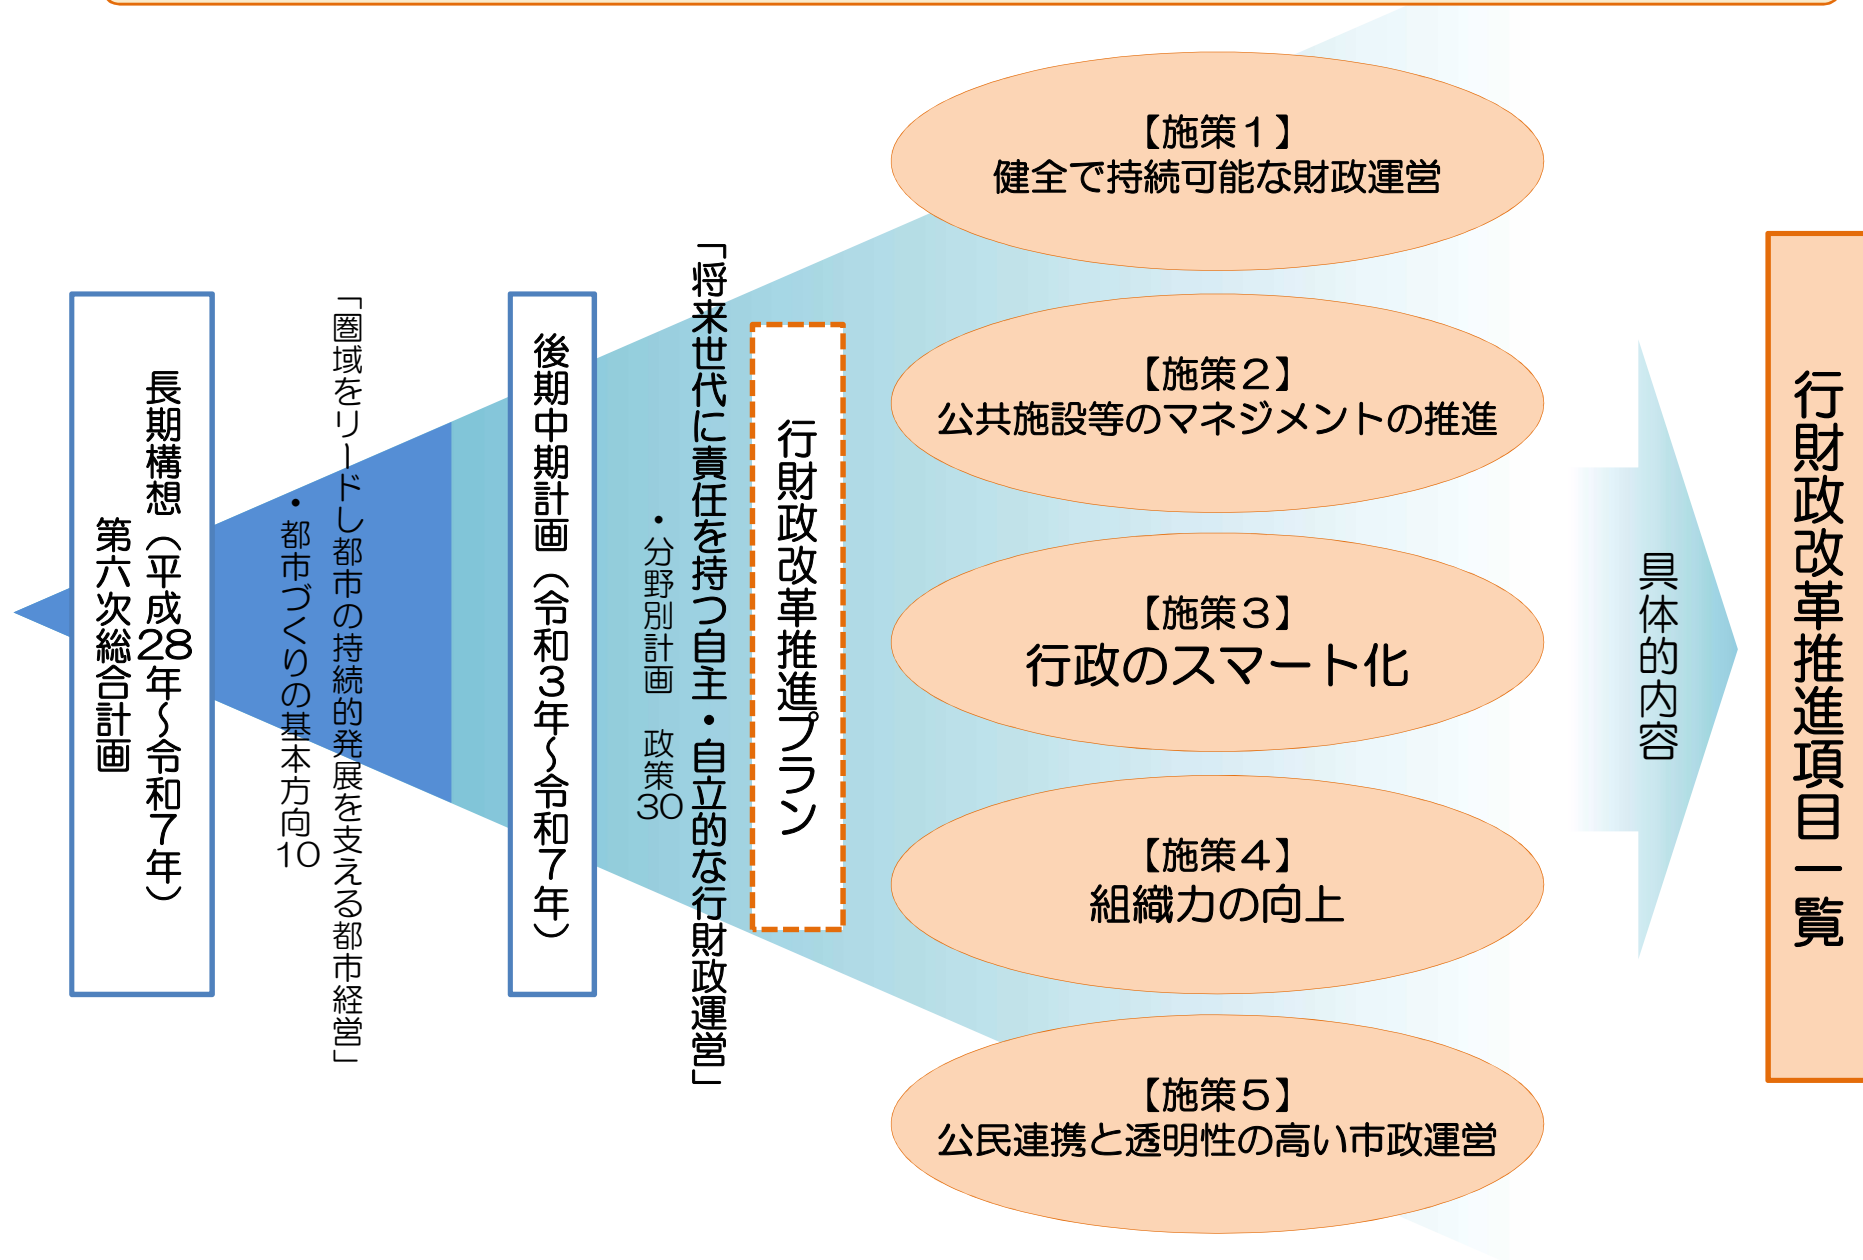 長期構想（平成28年～令和7年）
第六次総合計画
「圏域をリードし都市の持続的発展を支える都市経営」
・都市づくりの基本方向10
後期中期計画（令和3年～令和7年）
「将来世代に責任を持つ自主・自立的な行財政運営」
・分野別計画　政策30
行財政改革推進プラン
【施策１】
健全で持続可能な財政運営
【施策２】
公共施設等のマネジメントの推進
【施策３】
行政のスマート化
【施策４】
組織力の向上
【施策５】
公民連携と透明性の高い市政運営
具体的内容
行財政改革推進項目一覧